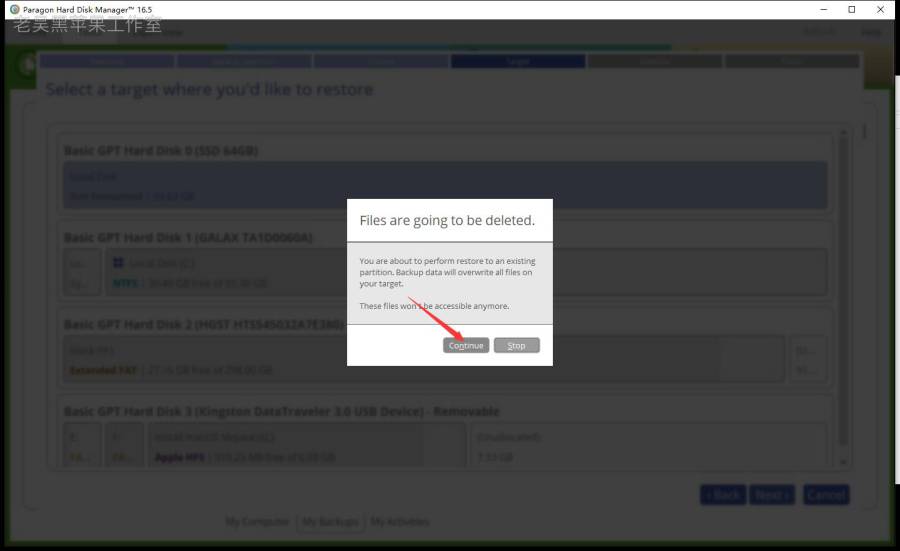 Paragon Hard Disk Manager™ 16.5
老吴黑苹果工作室
Target
Select a target where you'd like to restore
Basic GPT Hard Disk 0 (SSD 64GB)
Basic GPT Hard Disk 1 (GALAX TA1D0060A)
Local Disk (C:)
NTFS
Basic GPT Hard Disk 2 (HGST HTS545032A7E380)
Extended FAT
Files are going to be deleted.
You are about to perform restore to an existing
partition. Backup data will overwrite all files on
your target.
These files won't be accessible anymore.
Continue Stop
Basic GPT Hard Disk 3 (Kingston DataTraveler 3.0 USB Device) - Removable
Apple HFS
‹ Back Next › Cancel
My Computer My Backups My Activities